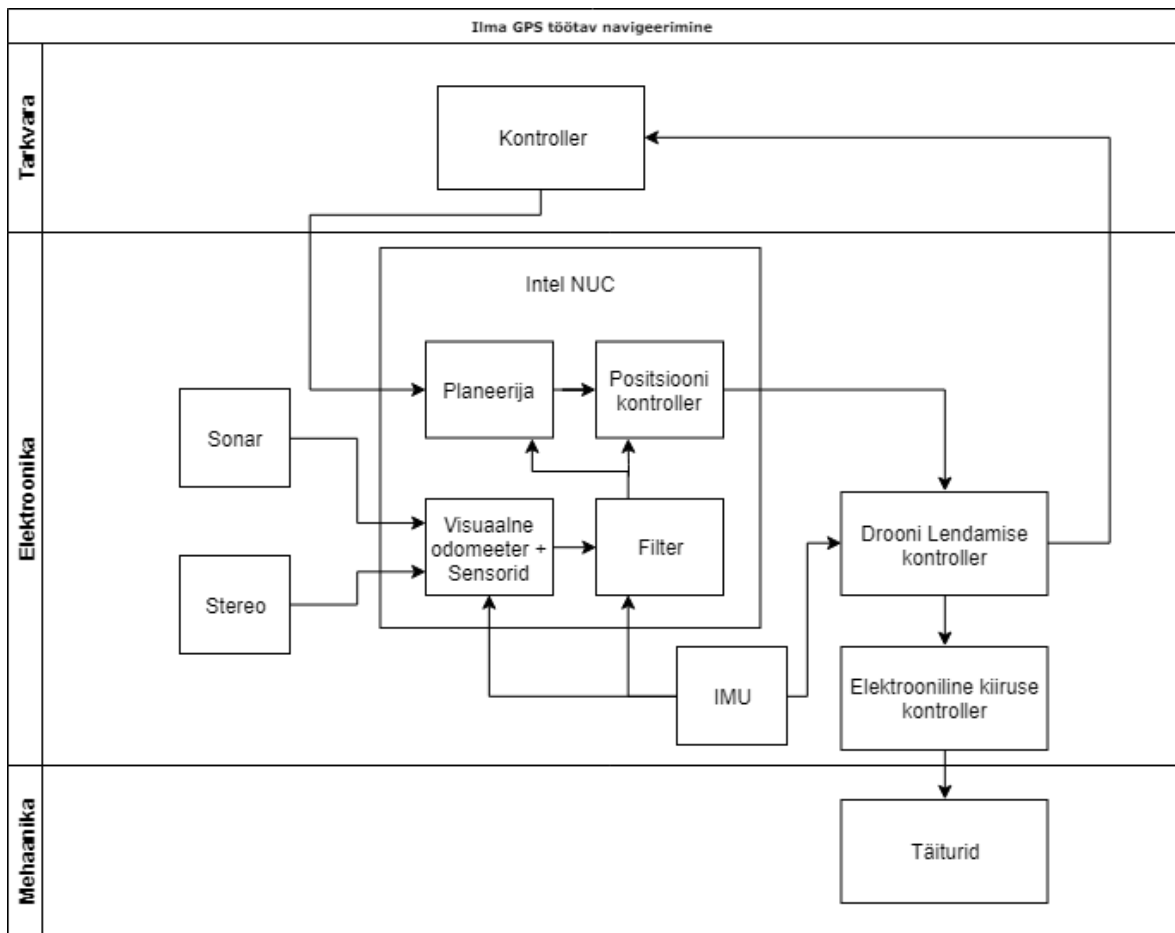 Ilma GPS töötav navigeerimine
Tarkvara
Kontroller
Elektroonika
Intel NUC
Planeerija
Positsiooni
kontroller
Sonar
Visuaalne
odomeeter +
Sensorid
Filter
Drooni Lendamise
kontroller
Stereo
IMU
Elektrooniline kiiruse
kontroller
Mehaanika
Täiturid